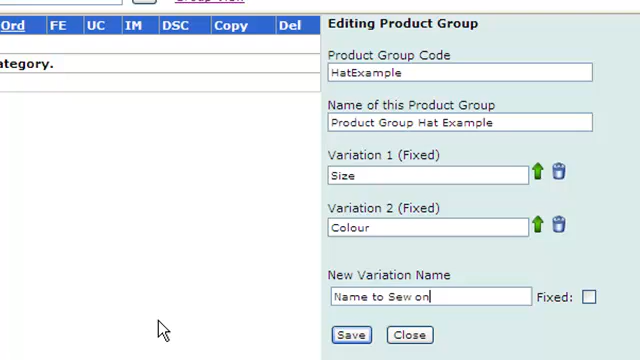 Group View
Ord FE UC IM DSC Copy Del
ategory.
Editing Product Group
Product Group Code
HatExample
Name of this Product Group
Product Group Hat Example
Variation 1 (Fixed)
Size
Variation 2 (Fixed)
Colour
New Variation Name
Name to Sew on
Fixed:
Save Close